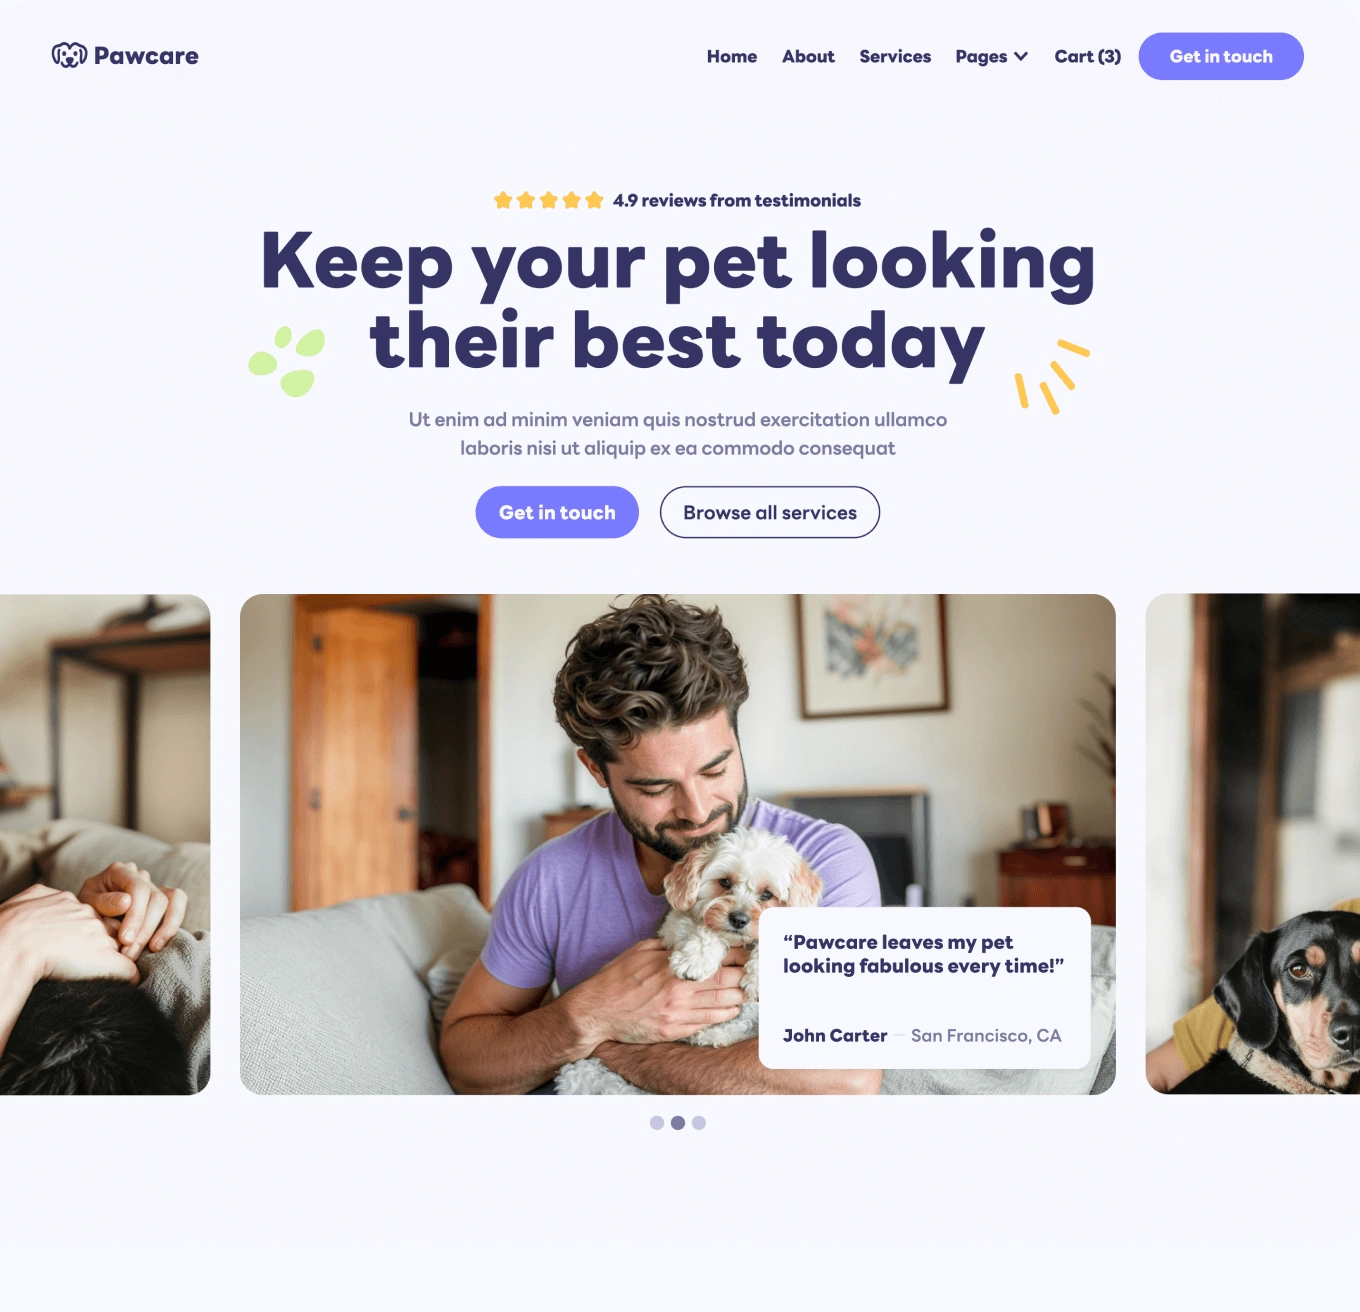 Pawcare
Home
About
Services
Pages
Cart (3)
Get in touch
4.9 reviews from testimonials
Keep your pet looking
their best today
Ut enim ad minim veniam quis nostrud exercitation ullamco
laboris nisi ut aliquip ex ea commodo consequat
Get in touch
Browse all services
“Pawcare leaves my pet
looking fabulous every time!”
John Carter — San Francisco, CA